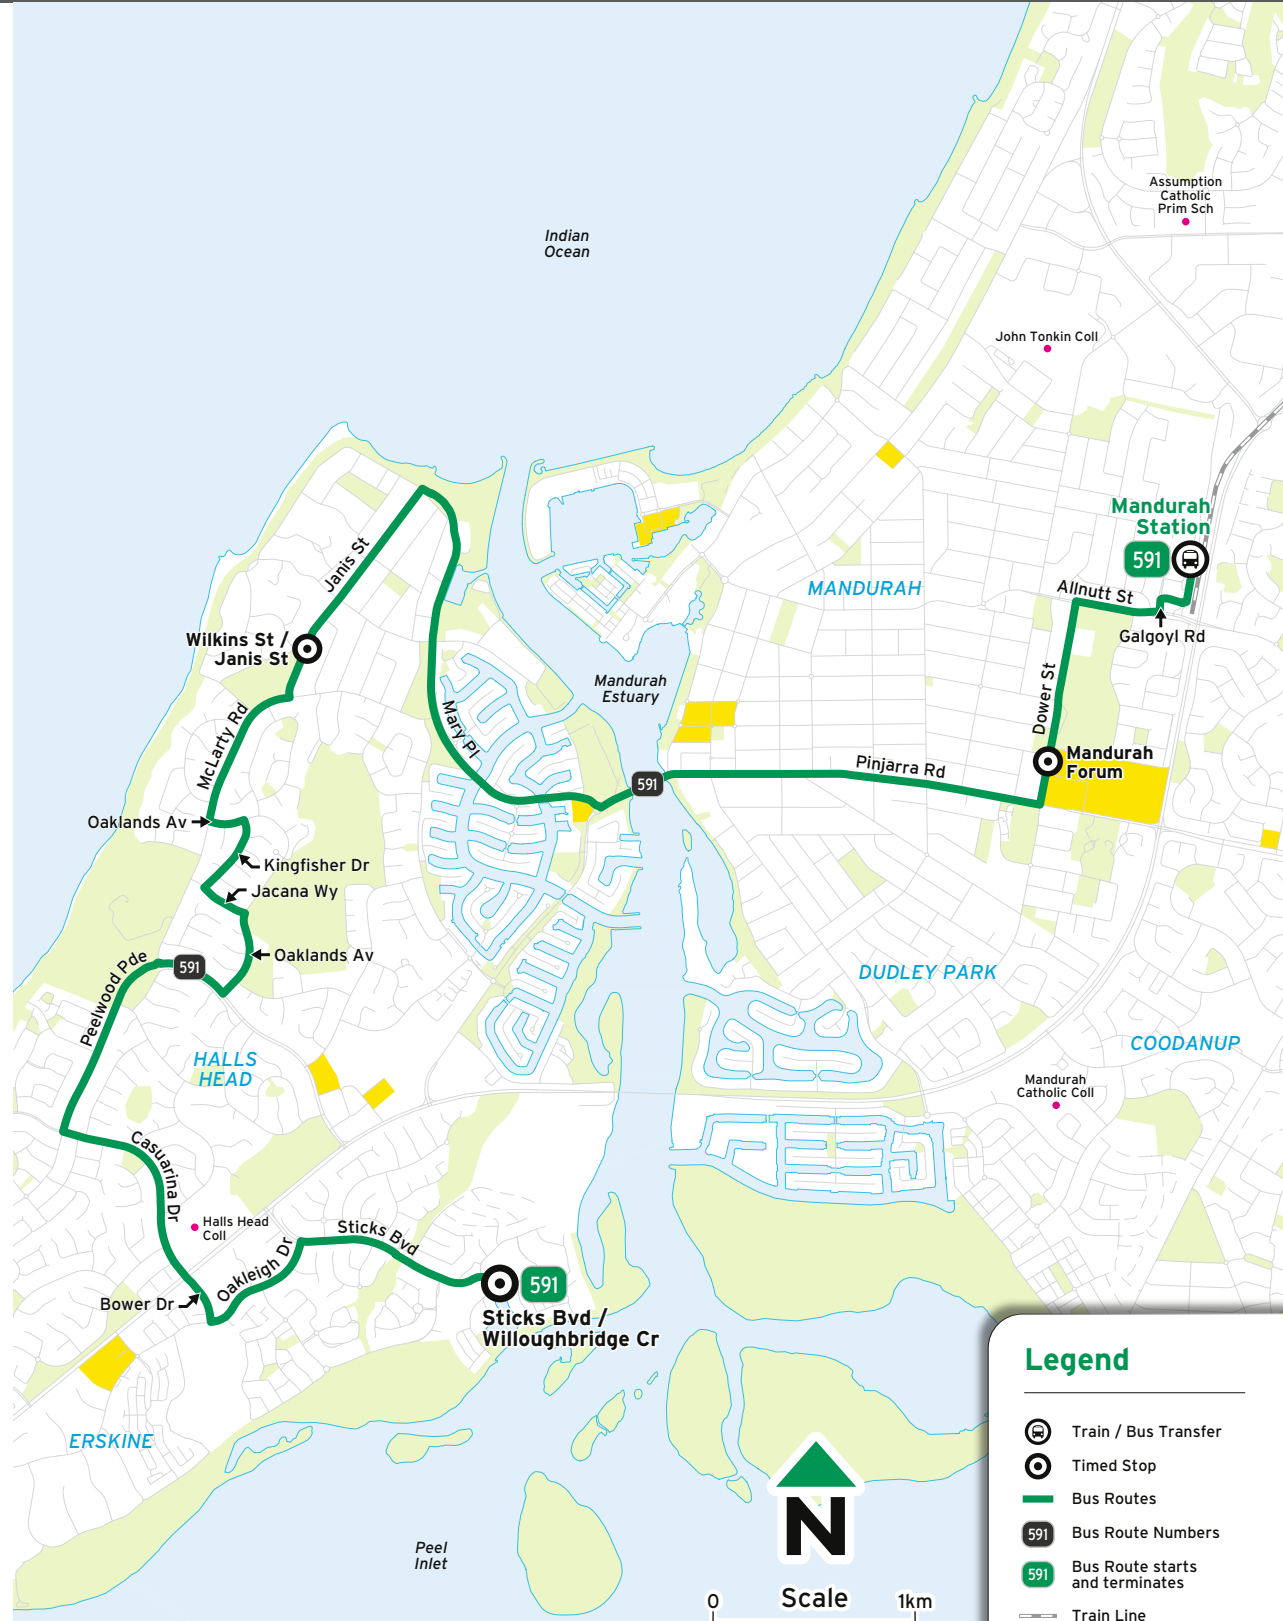 Indian
Ocean
Assumption
Catholic
Prim Sch
John Tonkin Coll
Mandurah
Station
591
Allnutt St
Galgoyl Rd
MANDURAH
Janis St
Wilkins St /
Janis St
Mandurah
Estuary
Dower St
McLarty Rd
Mary Pl
Mandurah
Forum
Pinjarra Rd
591
Oaklands Av
Kingfisher Dr
Jacana Wy
Oaklands Av
591
Peelwood Pde
DUDLEY PARK
COODANUP
HALLS
HEAD
Mandurah
Catholic Coll
Casuarina Dr
Halls Head
Coll
Sticks Bvd
Oakleigh Dr
Bower Dr
591
Sticks Bvd /
Willoughbridge Cr
ERSKINE
Peel
Inlet
N
Scale
0
1km
Legend
Train / Bus Transfer
Timed Stop
Bus Routes
591
Bus Route Numbers
591
Bus Route starts
and terminates
Train Line